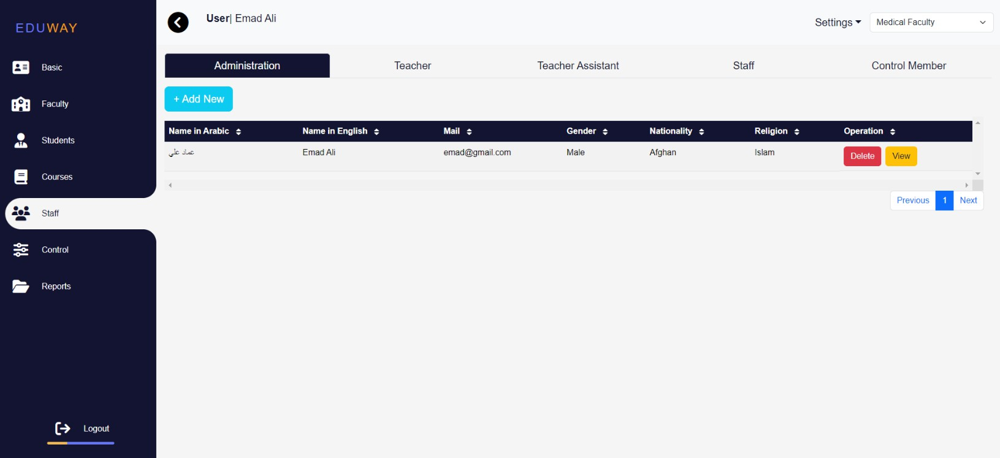 EDUWAY
User| Emad Ali
Settings
Medical Faculty
Basic
Faculty
Students
Courses
Staff
Control
Reports
Logout
Administration
Teacher
Teacher Assistant
Staff
Control Member
+ Add New
Name in Arabic
Name in English
Mail
Gender
Nationality
Religion
Operation
عماد علي
Emad Ali
emad@gmail.com
Male
Afghan
Islam
Delete
View
Previous
1
Next